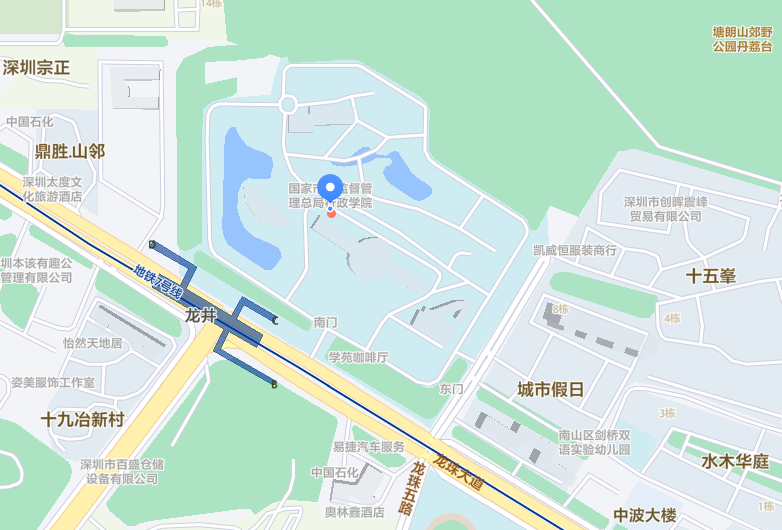 14栋
塘朗山郊野
公园丹荔台
深圳宗正
中国石化
鼎胜.山邻
深圳太度文
化旅游酒店
国家市
监督管
理总局行政学院
深圳市创晖震峰
贸易有限公司
凯威恒服装商行
圳本该有趣公
管理有限公司
D
地铁7号线
十五峯
龙井
C
南门
8栋
4栋
怡然天地居
学苑咖啡厅
姿美服饰工作室
B
东门
城市假日
十九冶新村
3栋
易捷汽车服务
南山区剑桥双
语实验幼儿园
深圳市百盛仓储
设备有限公司
中国石化
龙珠大道
龙珠五路
水木华庭
奥林鑫酒店
中波大楼
1栋